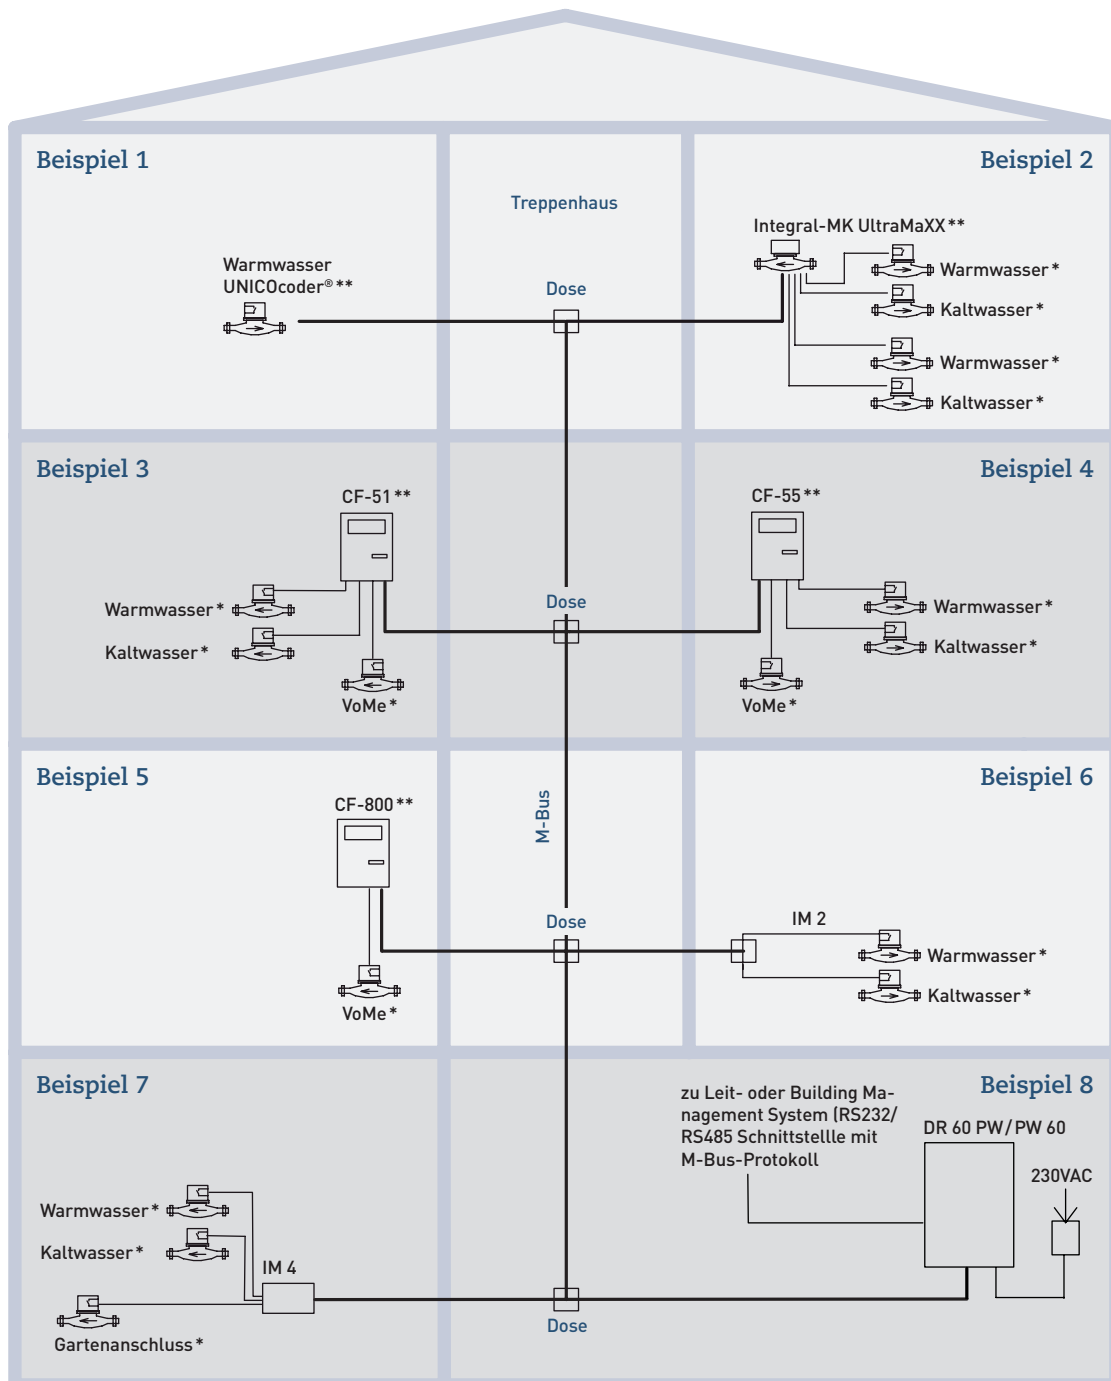 Beispiel 1
Beispiel 2
Treppenhaus
Integral-MK UltraMaXX**
Warmwasser
UNICOcoder®**
Dose
Warmwasser*
Kaltwasser*
Warmwasser*
Kaltwasser*
Beispiel 3
Beispiel 4
CF-51**
CF-55**
Dose
Warmwasser*
Kaltwasser*
VoMe*
Warmwasser*
Kaltwasser*
VoMe*
Beispiel 5
Beispiel 6
CF-800**
M-Bus
Dose
IM 2
VoMe*
Warmwasser*
Kaltwasser*
Beispiel 7
Beispiel 8
zu Leit- oder Building Ma-
nagement System (RS232/
RS485 Schnittstellle mit
M-Bus-Protokoll
DR 60 PW/PW 60
230VAC
Warmwasser*
Kaltwasser*
IM 4
Gartenanschluss*
Dose